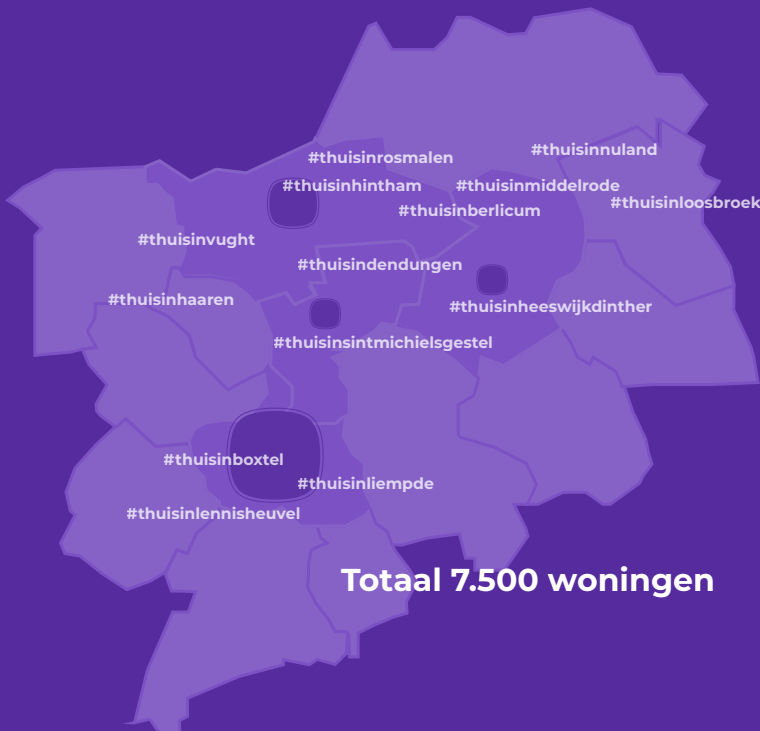 #thuisinrosmalen
#thuisinnuland
#thuisinhintham
#thuisinmiddelrode
#thuisinberlicum
#thuisinloosbroek
#thuisinvught
#thuisindendungen
#thuisinhaaren
#thuisinheeswijkdinther
#thuisinsintmichielsgestel
#thuisinboxtel
#thuisinliempde
#thuisinlennisheuvel
Totaal 7.500 woningen